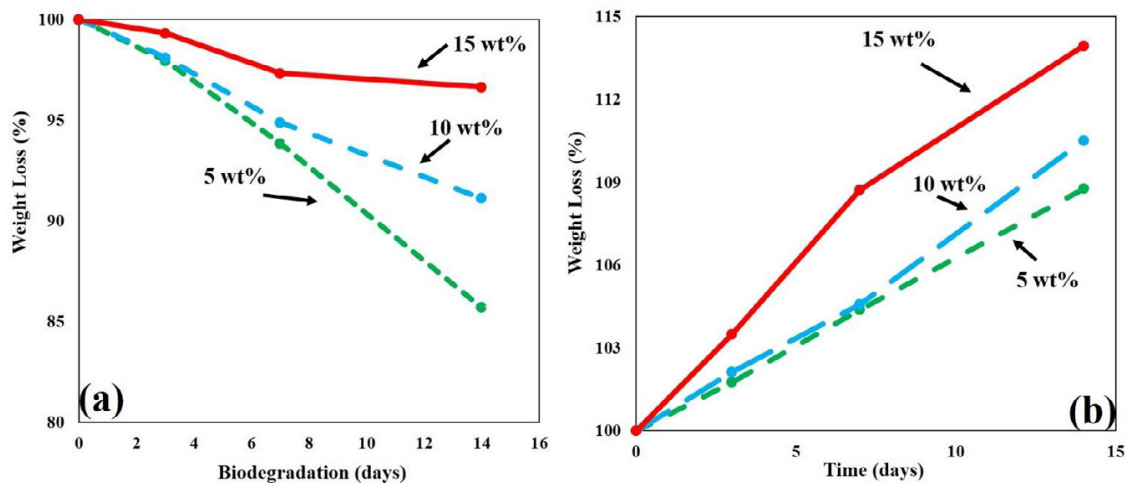 100
95
90
85
80
Weight Loss (%)
15 wt%
10 wt%
5 wt%
(a)
0 2 4 6 8 10 12 14 16
Biodegradation (days)
115
112
109
106
103
100
Weight Loss (%)
15 wt%
10 wt%
5 wt%
(b)
0 5 10 15
Time (days)